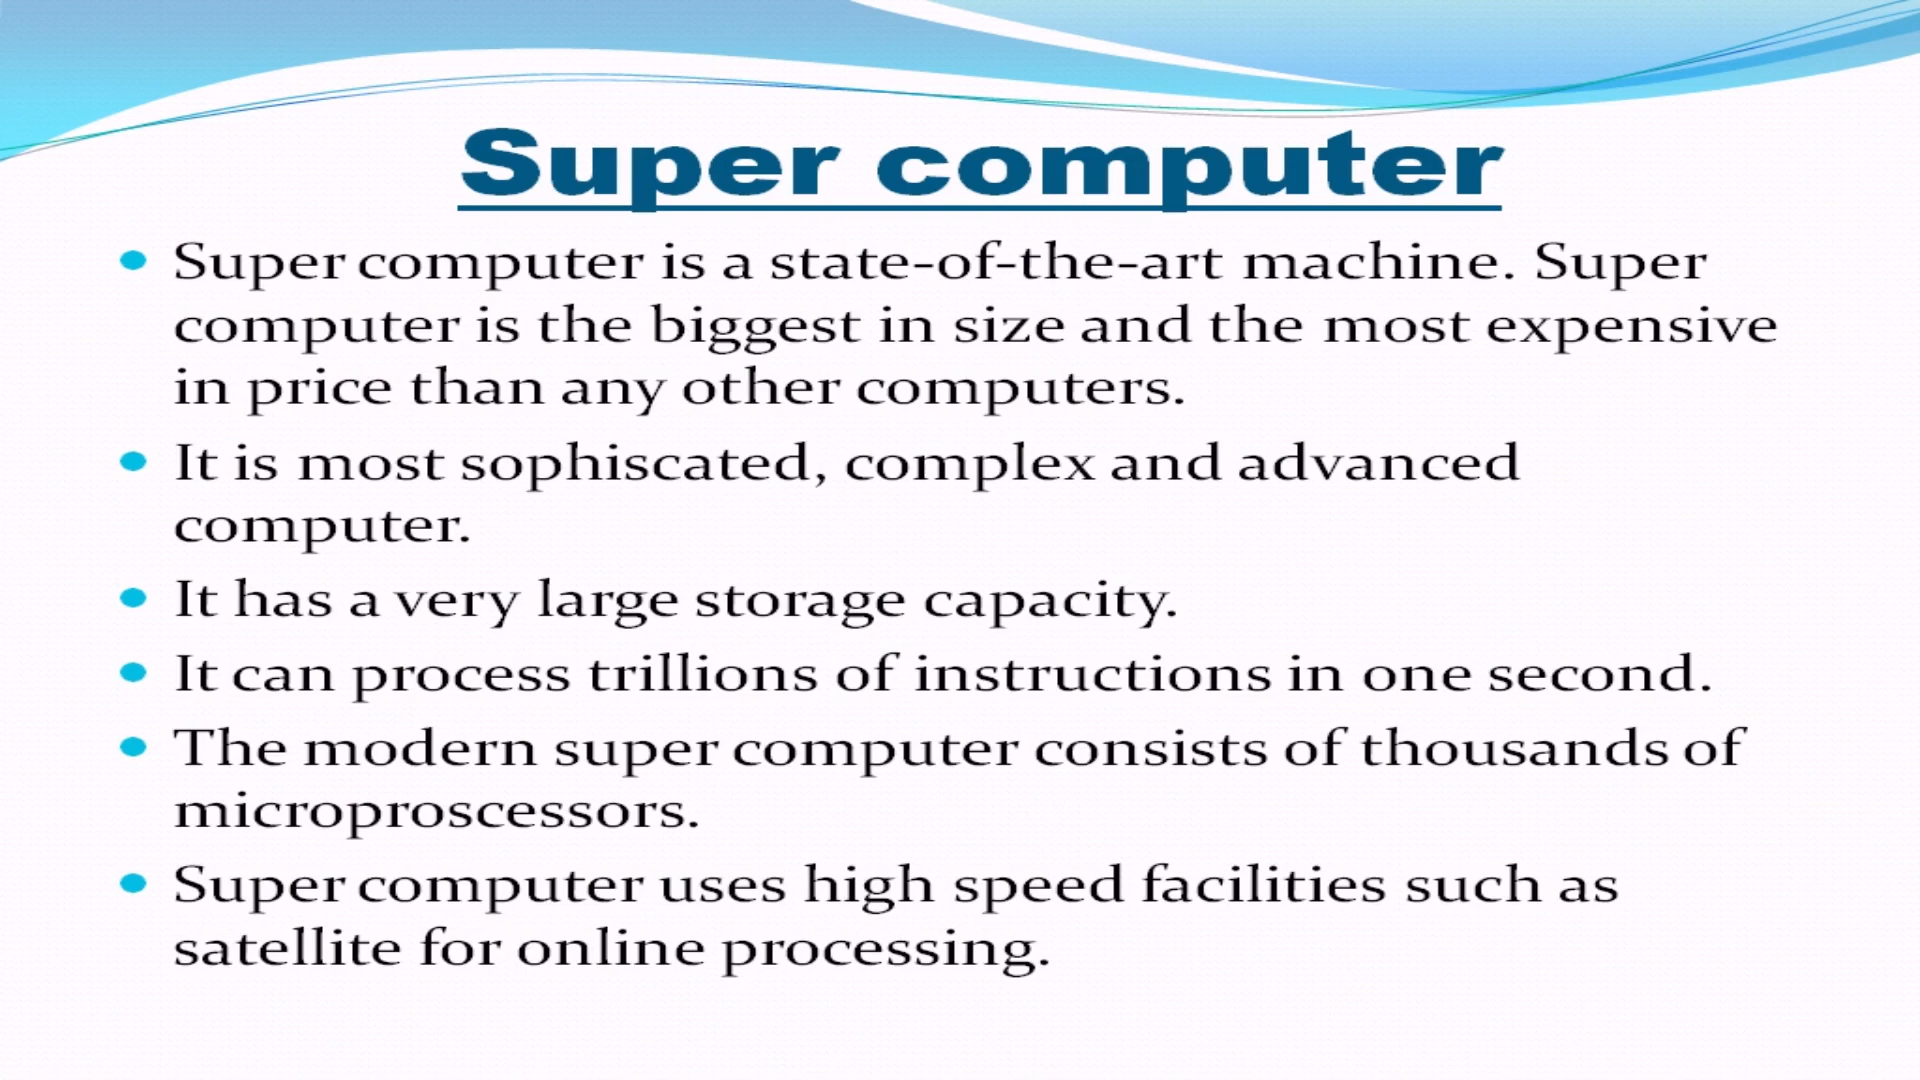 Super computer
Super computer is a state-of-the-art machine. Super
computer is the biggest in size and the most expensive
in price than any other computers.
It is most sophiscated, complex and advanced
computer.
It has a very large storage capacity.
It can process trillions of instructions in one second.
The modern super computer consists of thousands of
microproscessors.
Super computer uses high speed facilities such as
satellite for online processing.